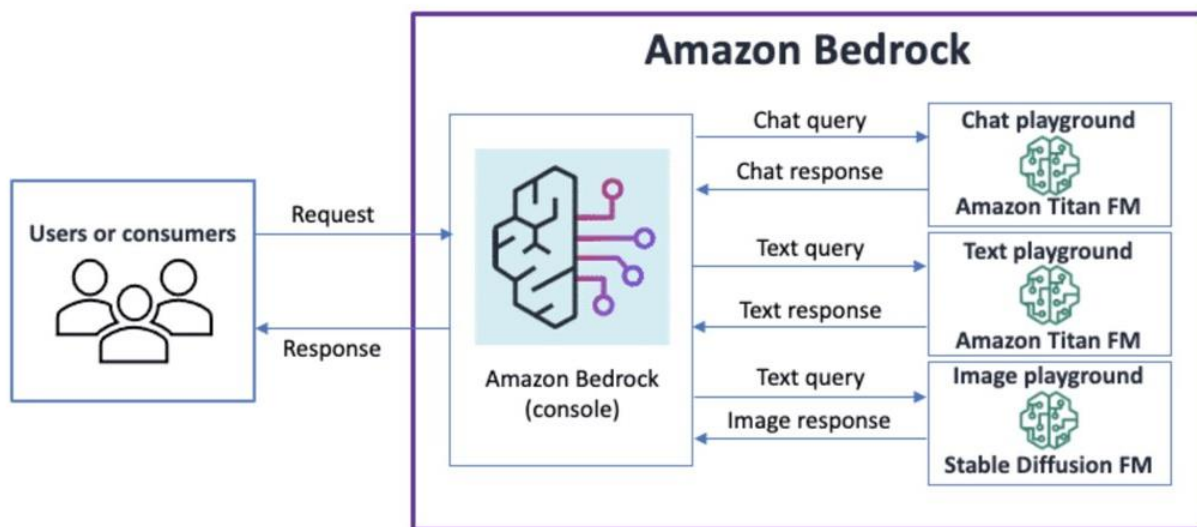 Amazon Bedrock
Users or consumers
Request
Response
Amazon Bedrock
(console)
Chat query
Chat response
Text query
Text response
Text query
Image response
Chat playground
Amazon Titan FM
Text playground
Amazon Titan FM
Image playground
Stable Diffusion FM